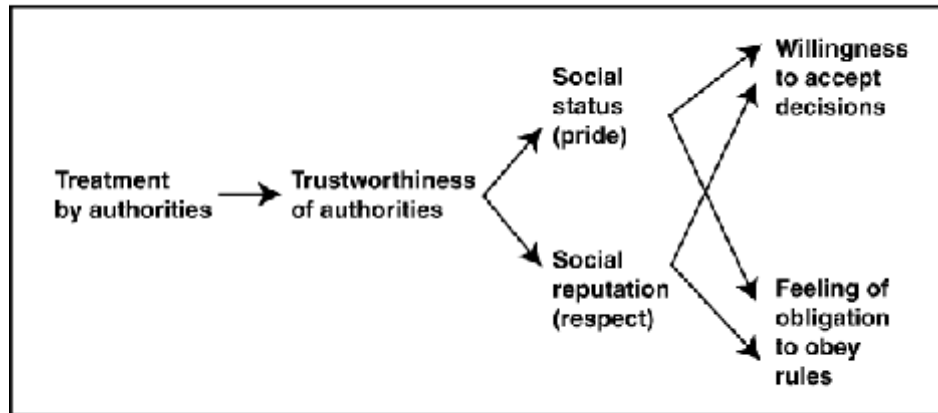 Treatment
by authorities
Trustworthiness
of authorities
Social
status
(pride)
Social
reputation
(respect)
Willingness
to accept
decisions
Feeling of
obligation
to obey
rules